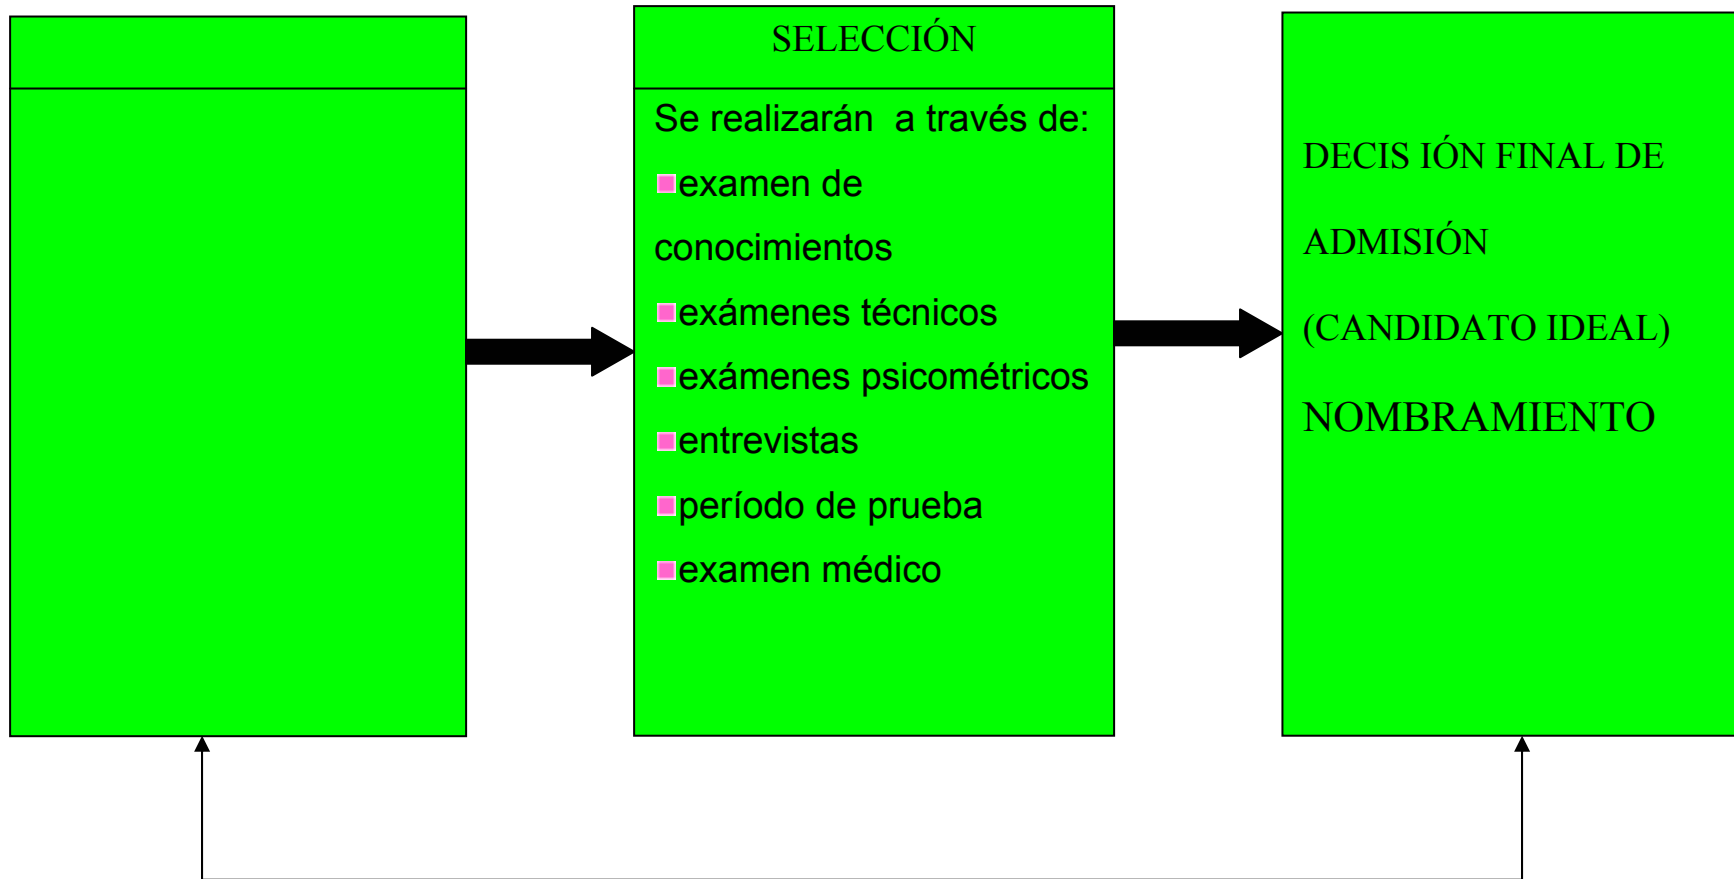 SELECCIÓN
Se realizarán  a través de:
examen de
conocimientos
exámenes técnicos
exámenes psicométricos
entrevistas
período de prueba
examen médico
DECIS IÓN FINAL DE
ADMISIÓN
(CANDIDATO IDEAL)
NOMBRAMIENTO